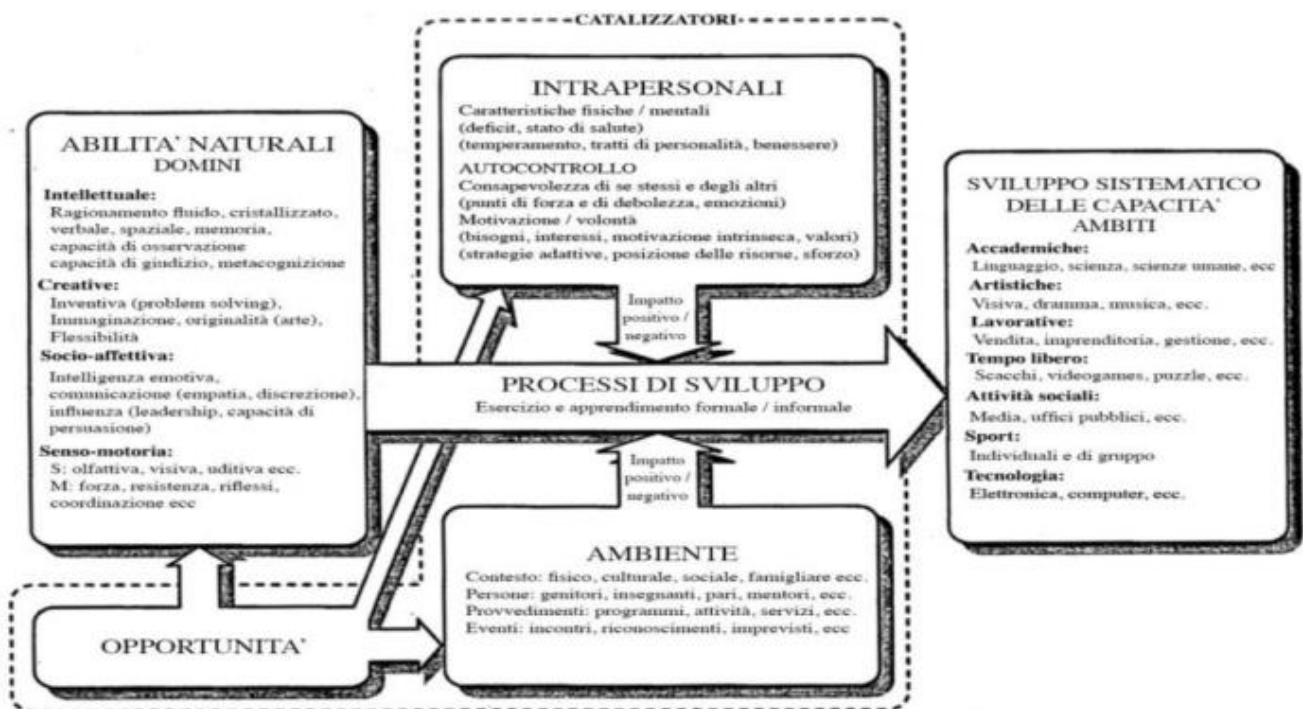 CATALIZZATORI
INTRAPERSONALI
Caratteristiche fisiche / mentali
(deficit, stato di salute)
(temperamento, tratti di personalità, benessere)
AUTOCONTROLLO
Consapevolezza di se stessi e degli altri
(punti di forza e di debolezza, emozioni)
Motivazione / volontà
(bisogni, interessi, motivazione intrinseca, valori)
(strategie adattive, posizione delle risorse, sforzo)
ABILITA' NATURALI
DOMINI
Intellettuale:
Ragionamento fluido, cristallizzato,
verbale, spaziale, memoria,
capacità di osservazione
capacità di giudizio, metacognizione
Creative:
Inventiva (problem solving),
Immaginazione, originalità (arte),
Flessibilità
Socio-affettiva:
Intelligenza emotiva,
comunicazione (empatia, discrezione),
influenza (leadership, capacità di
persuasione)
Senso-motoria:
S: olfattiva, visiva, uditiva ecc.
M: forza, resistenza, riflessi,
coordinazione ecc
Impatto
positivo /
negativo
PROCESSI DI SVILUPPO
Esercizio e apprendimento formale / informale
Impatto
positivo /
negativo
AMBIENTE
Contesto: fisico, culturale, sociale, famigliare ecc.
Persone: genitori, insegnanti, pari, mentori, ecc.
Provvedimenti: programmi, attività, servizi, ecc.
Eventi: incontri, riconoscimenti, imprevisti, ecc
OPPORTUNITA'
SVILUPPO SISTEMATICO
DELLE CAPACITA'
AMBITI
Accademiche:
Linguaggio, scienza, scienze umane, ecc
Artistiche:
Visiva, dramma, musica, ecc.
Lavorative:
Vendita, imprenditoria, gestione, ecc.
Tempo libero:
Scacchi, videogames, puzzle, ecc.
Attività sociali:
Media, uffici pubblici, ecc.
Sport:
Individuali e di gruppo
Tecnologia:
Elettronica, computer, ecc.